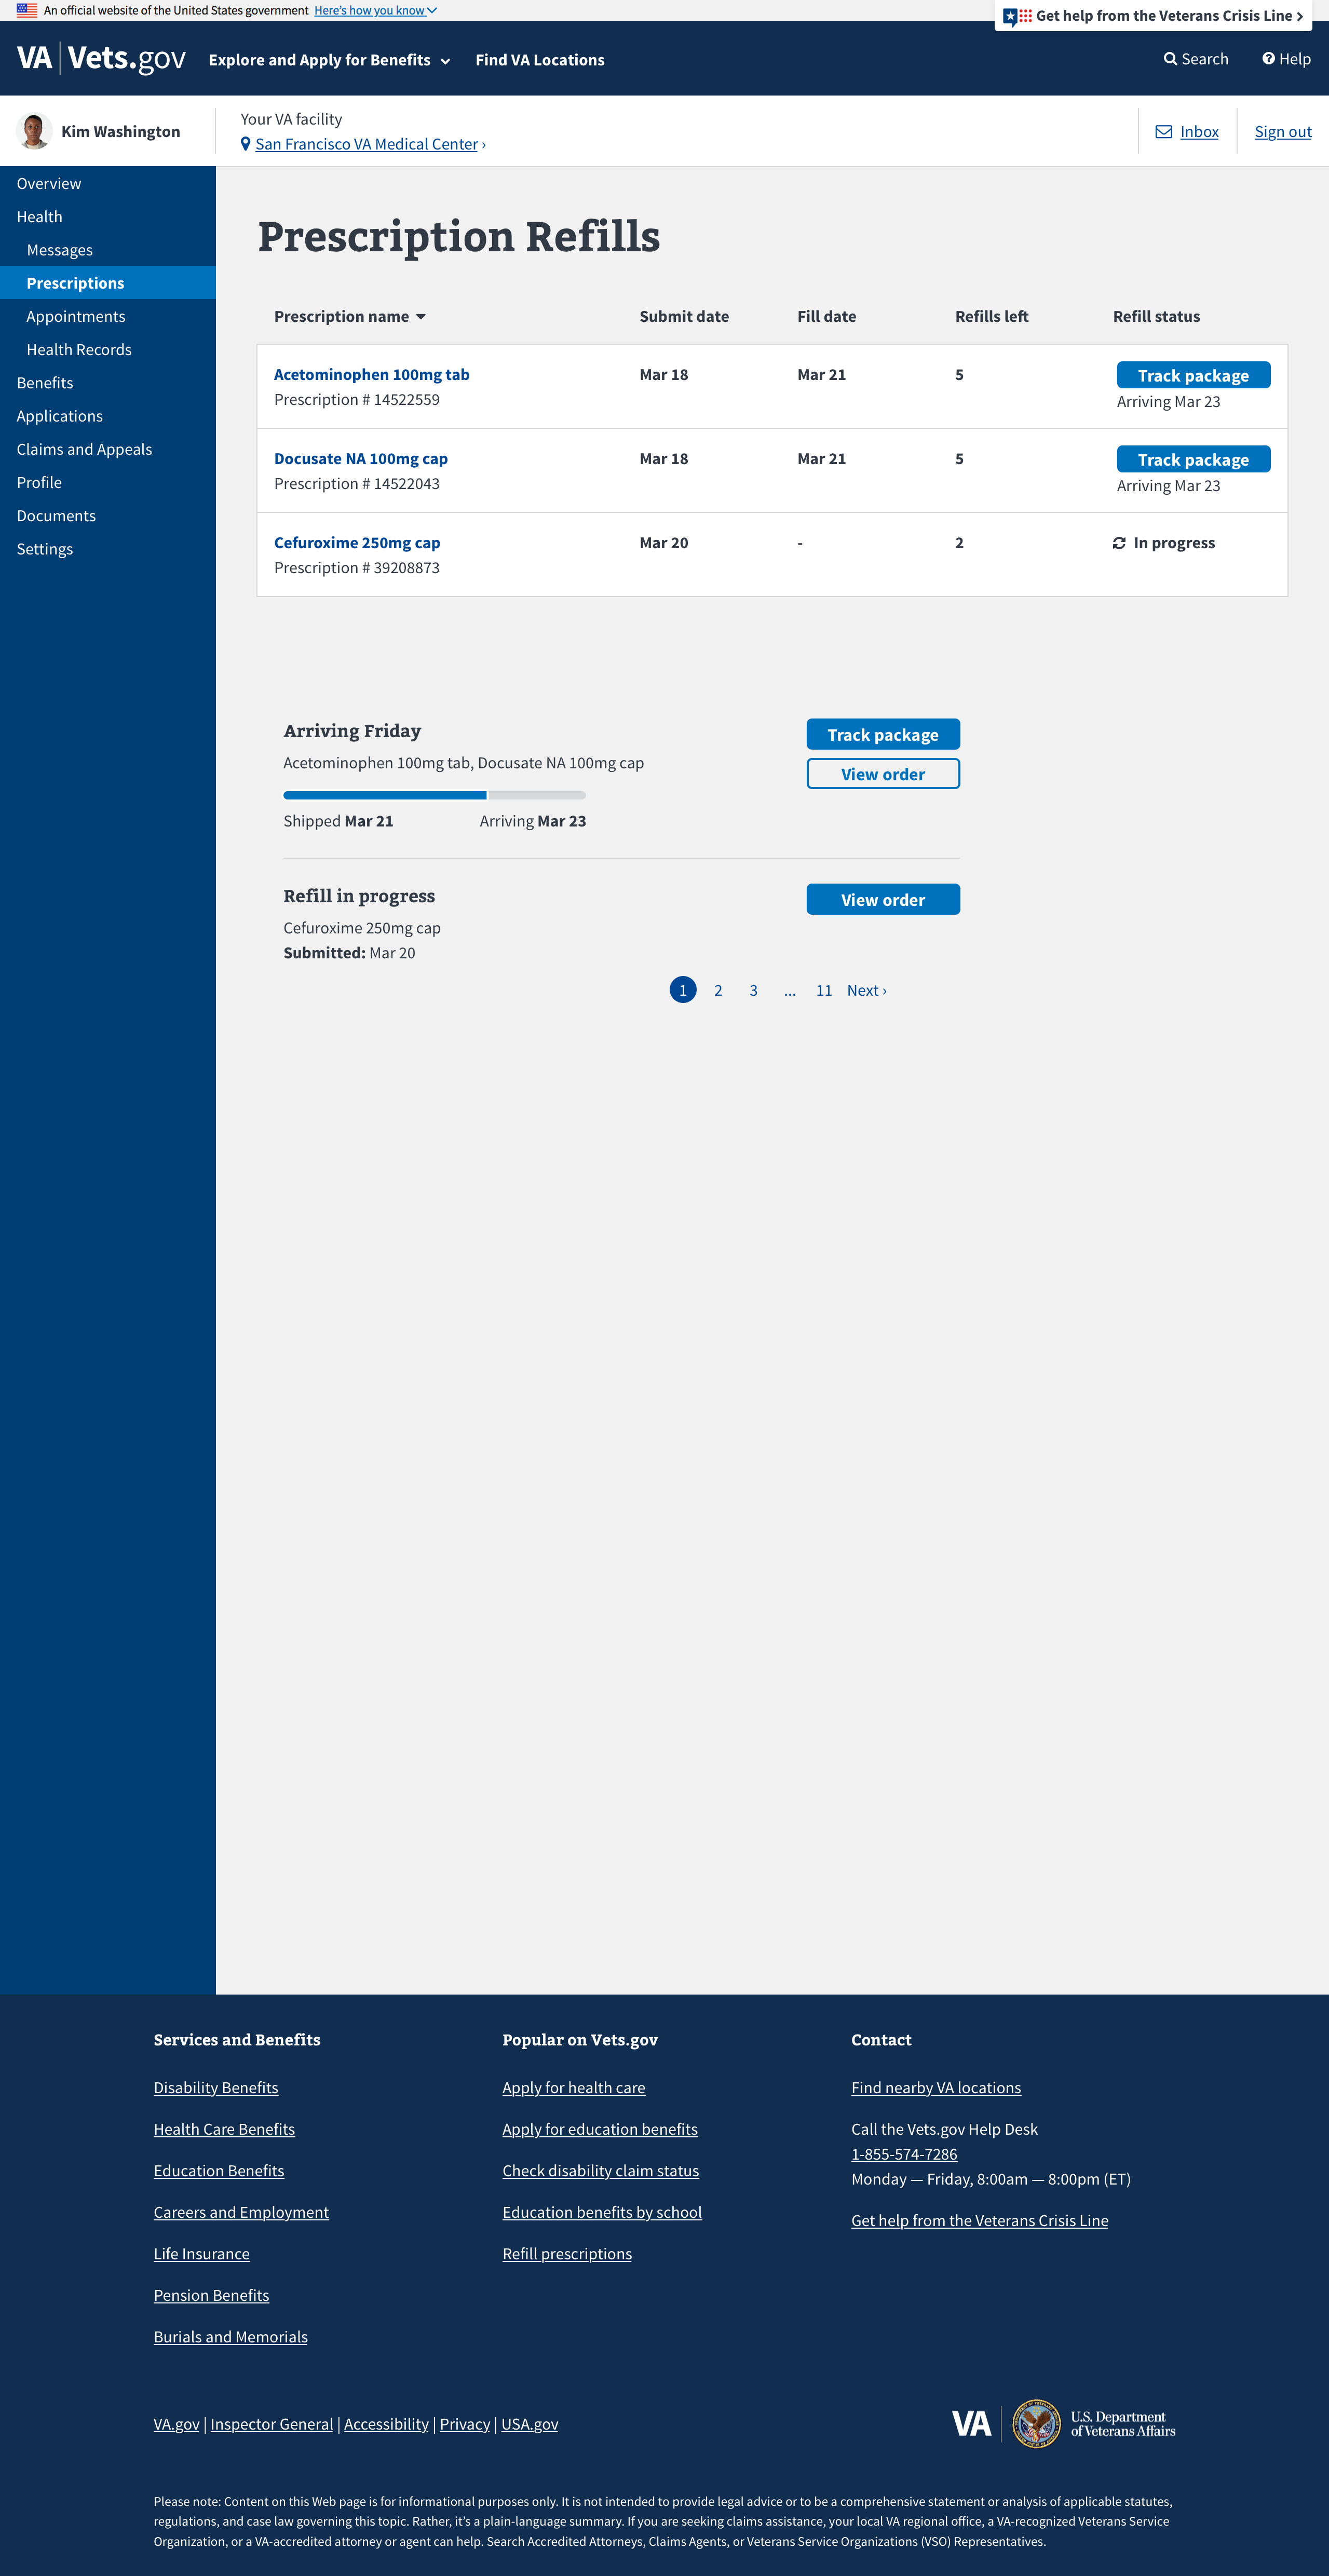 An official website of the United States government Here's how you know
Get help from the Veterans Crisis Line
VA | Vets.gov
Explore and Apply for Benefits
Find VA Locations
Search
Help
Kim Washington
Your VA facility
San Francisco VA Medical Center ›
Inbox
Sign out
Overview
Health
Messages
Prescriptions
Appointments
Health Records
Benefits
Applications
Claims and Appeals
Profile
Documents
Settings
Prescription Refills
Prescription name Submit date Fill date Refills left Refill status
Acetominophen 100mg tab Mar 18 Mar 21 5 Track package
Prescription # 14522559 Arriving Mar 23
Docusate NA 100mg cap Mar 18 Mar 21 5 Track package
Prescription # 14522043 Arriving Mar 23
Cefuroxime 250mg cap Mar 20 - 2 In progress
Prescription # 39208873
Arriving Friday
Track package
Acetominophen 100mg tab, Docusate NA 100mg cap
View order
Shipped Mar 21 Arriving Mar 23
Refill in progress
View order
Cefuroxime 250mg cap
Submitted: Mar 20
1 2 3 ... 11 Next ›
Services and Benefits
Disability Benefits
Health Care Benefits
Education Benefits
Careers and Employment
Life Insurance
Pension Benefits
Burials and Memorials
Popular on Vets.gov
Apply for health care
Apply for education benefits
Check disability claim status
Education benefits by school
Refill prescriptions
Contact
Find nearby VA locations
Call the Vets.gov Help Desk
1-855-574-7286
Monday — Friday, 8:00am — 8:00pm (ET)
Get help from the Veterans Crisis Line
VA.gov | Inspector General | Accessibility | Privacy | USA.gov
VA
U.S. Department
of Veterans Affairs
Please note: Content on this Web page is for informational purposes only. It is not intended to provide legal advice or to be a comprehensive statement or analysis of applicable statutes,
regulations, and case law governing this topic. Rather, it's a plain-language summary. If you are seeking claims assistance, your local VA regional office, a VA-recognized Veterans Service
Organization, or a VA-accredited attorney or agent can help. Search Accredited Attorneys, Claims Agents, or Veterans Service Organizations (VSO) Representatives.